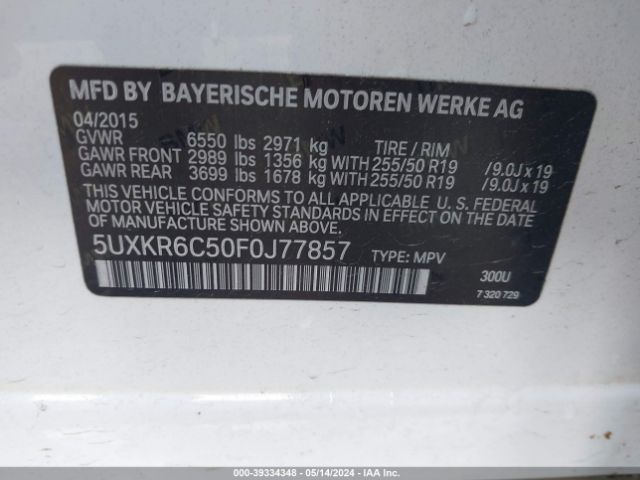 MFD BY BAYERISCHE MOTOREN WERKE AG
04/2015
GVWR 6550 lbs 2971 kg TIRE / RIM
GAWR FRONT 2989 lbs 1356 kg WITH 255/50 R19 /9.0J x 19
GAWR REAR 3699 lbs 1678 kg WITH 255/50 R19 /9.0J x 19
THIS VEHICLE CONFORMS TO ALL APPLICABLE U. S. FEDERAL
MOTOR VEHICLE SAFETY STANDARDS IN EFFECT ON THE DATE
OF MANUFACTURE SHOWN ABOVE.
5UXKR6C50F0J77857 TYPE: MPV
300U
7 320 729
000-39334348 - 05/14/2024 - IAAI.COM